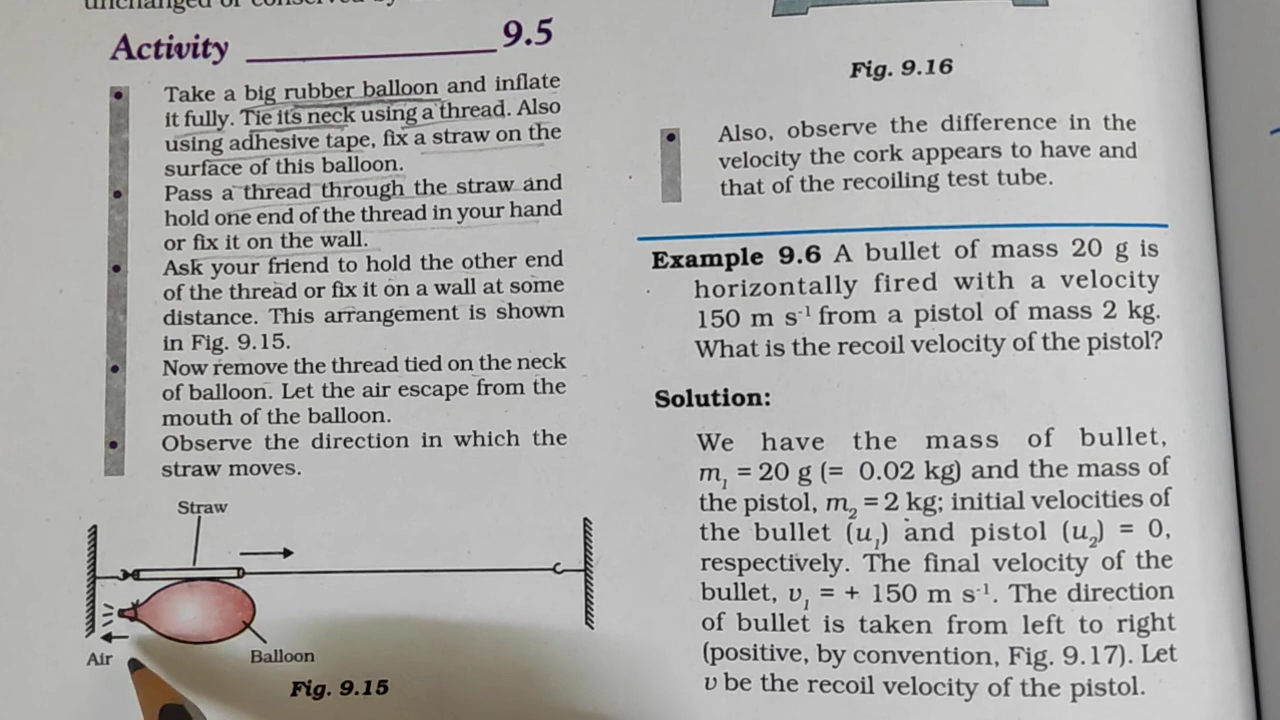 Activity 9.5
Take a big rubber balloon and inflate
it fully. Tie its neck using a thread. Also
using adhesive tape, fix a straw on the
surface of this balloon.
Pass a thread through the straw and
hold one end of the thread in your hand
or fix it on the wall.
Ask your friend to hold the other end
of the thread or fix it on a wall at some
distance. This arrangement is shown
in Fig. 9.15.
Now remove the thread tied on the neck
of balloon. Let the air escape from the
mouth of the balloon.
Observe the direction in which the
straw moves.
Straw
Air
Balloon
Fig. 9.15
Fig. 9.16
Also, observe the difference in the
velocity the cork appears to have and
that of the recoiling test tube.
Example 9.6 A bullet of mass 20 g is
horizontally fired with a velocity
150 m s⁻¹ from a pistol of mass 2 kg.
What is the recoil velocity of the pistol?
Solution:
We have the mass of bullet,
m₁ = 20 g (= 0.02 kg) and the mass of
the pistol, m₂ = 2 kg; initial velocities of
the bullet (u₁) and pistol (u₂) = 0,
respectively. The final velocity of the
bullet, v₁ = + 150 m s⁻¹. The direction
of bullet is taken from left to right
(positive, by convention, Fig. 9.17). Let
v be the recoil velocity of the pistol.